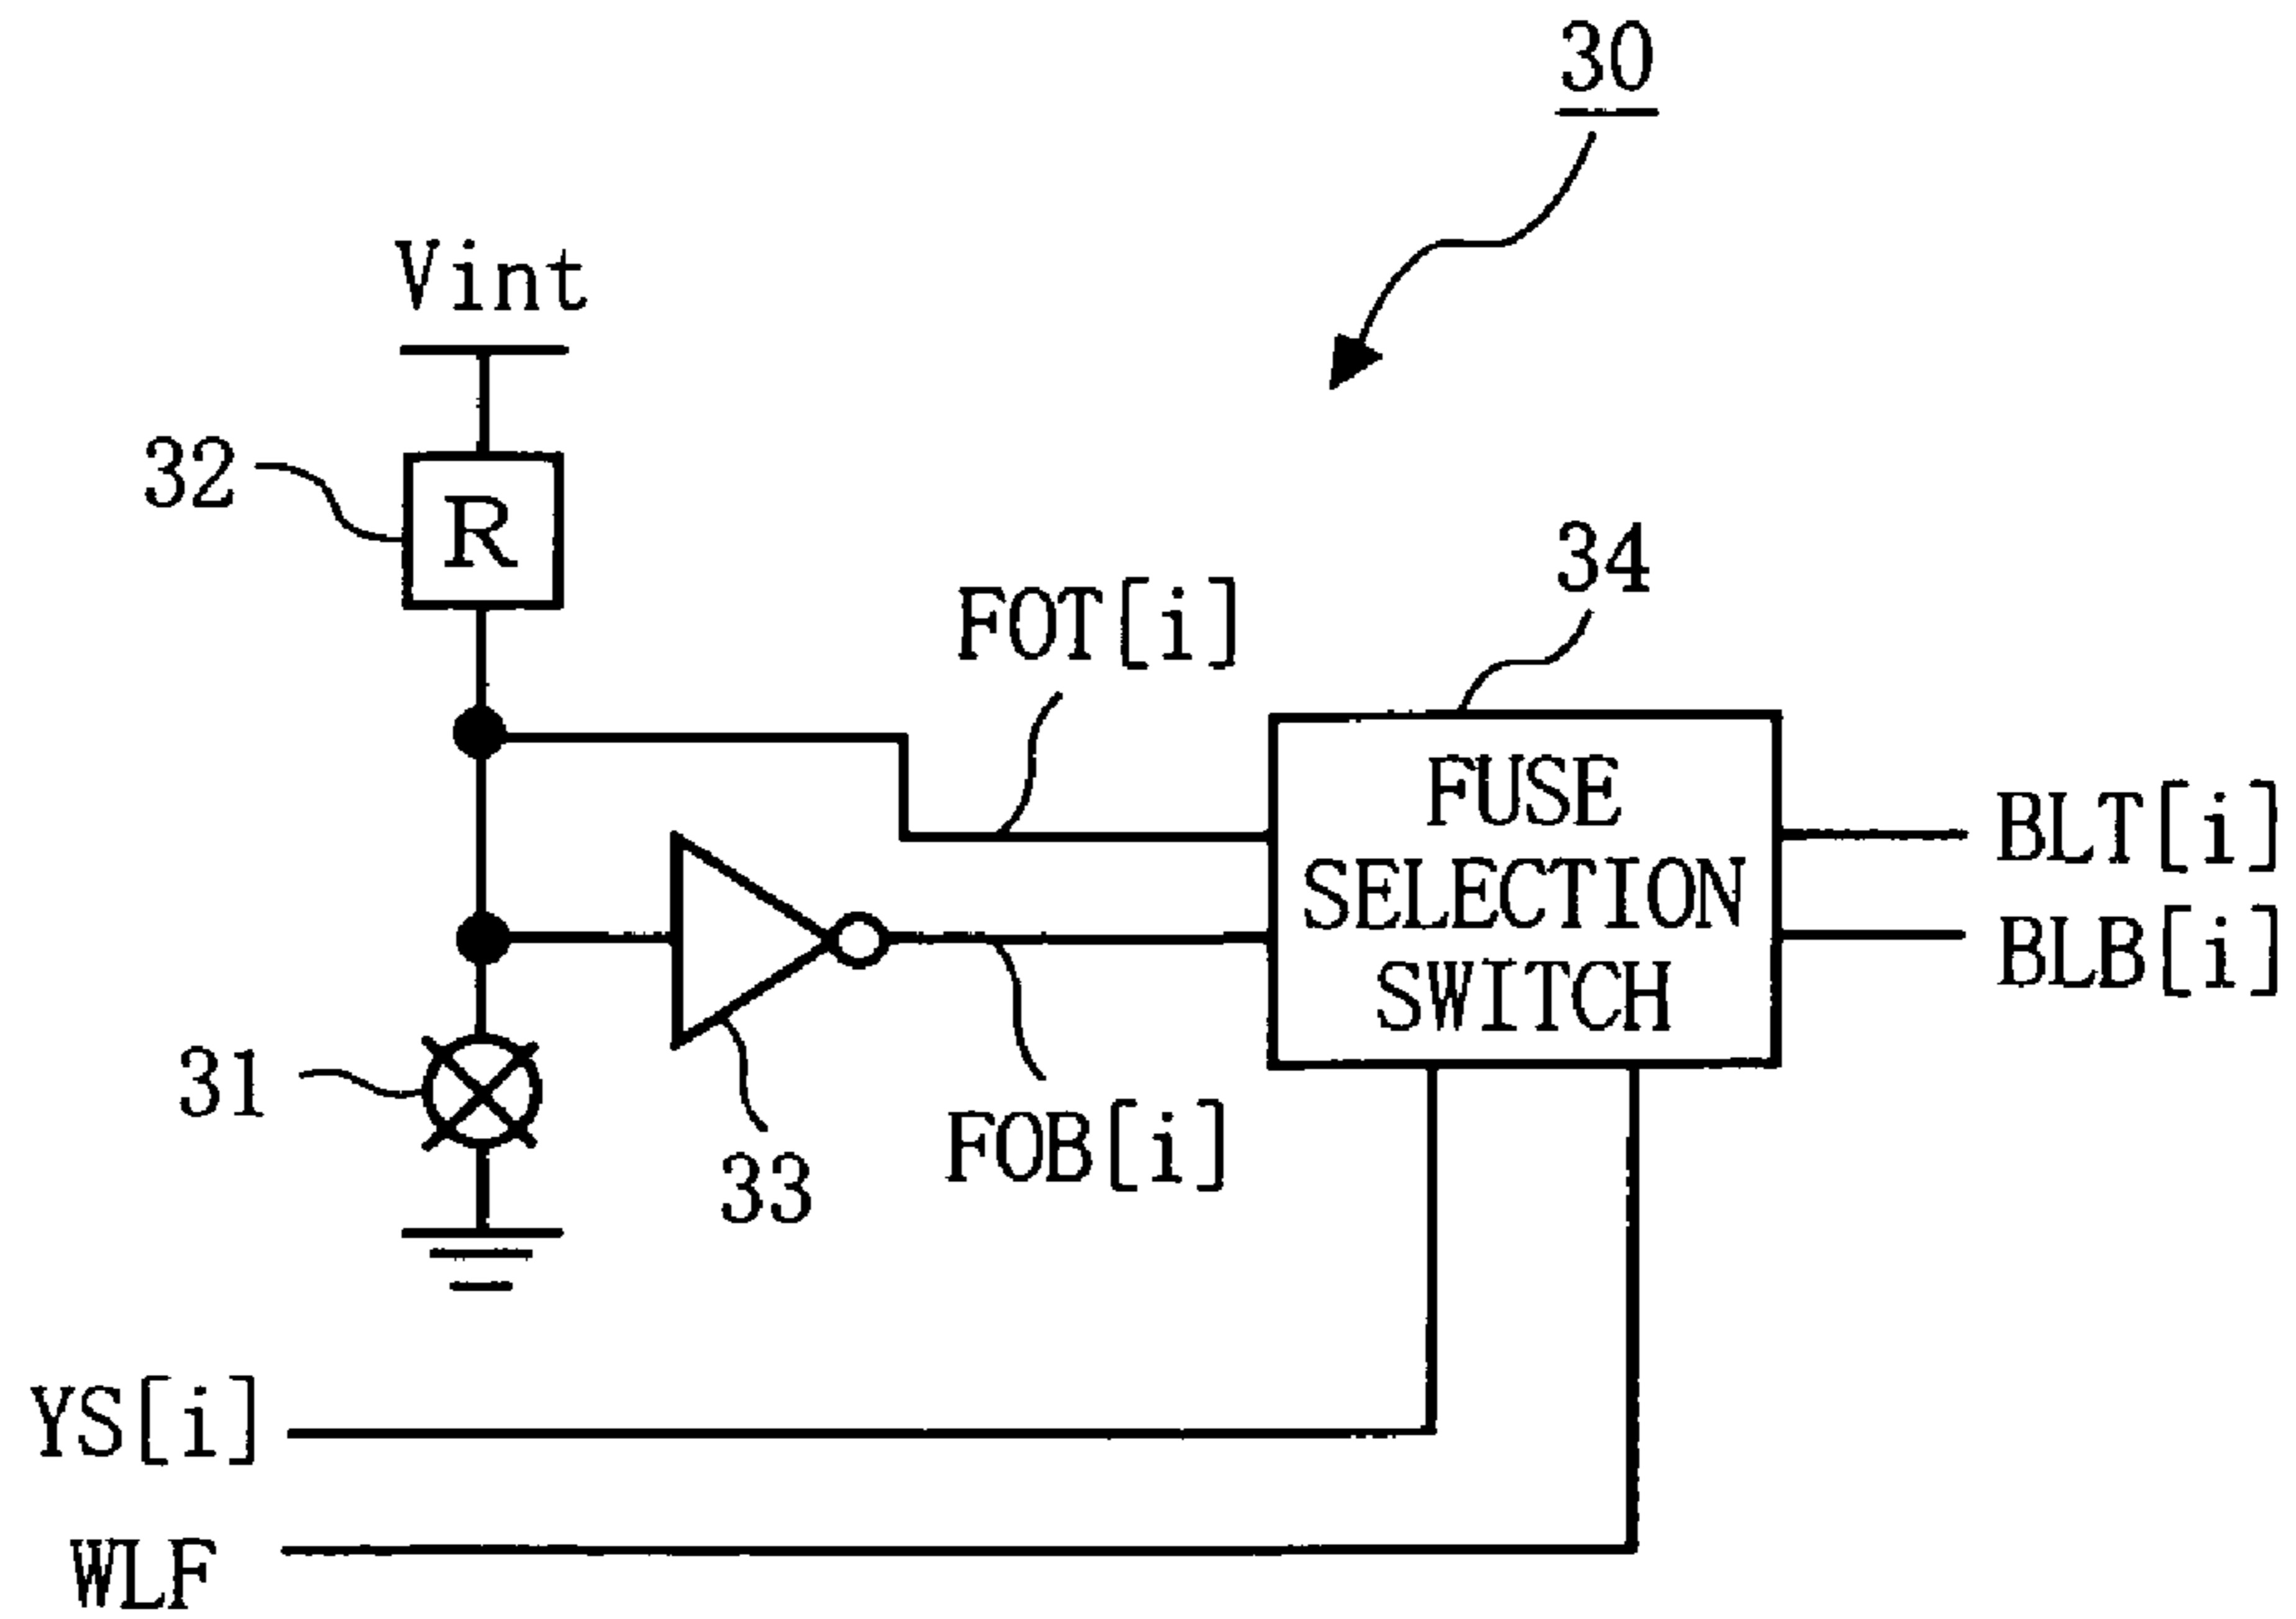 30
Vint
32
R
34
FOT[i]
FUSE
SELECTION
SWITCH
BLT[i]
BLB[i]
31
33
FOB[i]
YS[i]
WLF